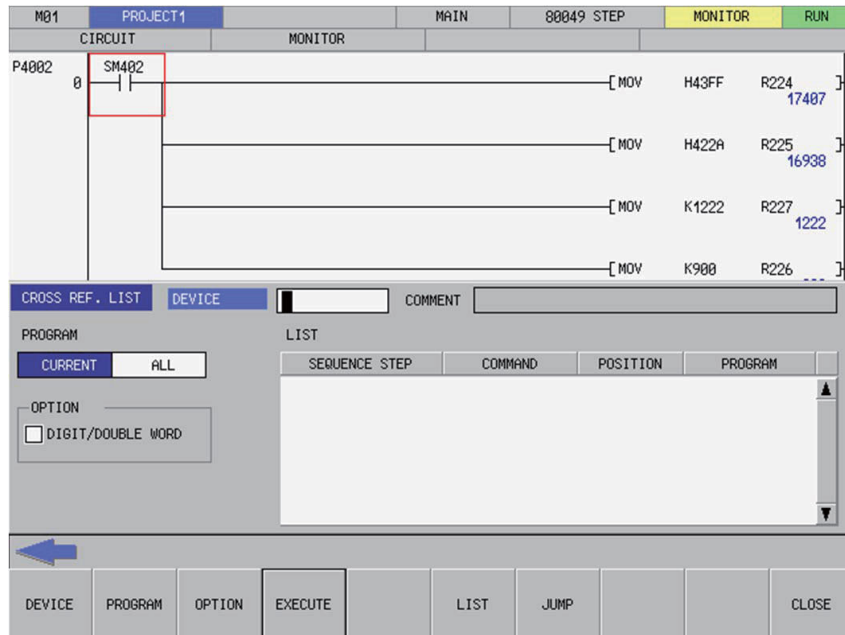 M01 PROJECT1 MAIN 80049 STEP MONITOR RUN
CIRCUIT MONITOR
P4002 SM402
0 MOV H43FF R224
17407
MOV H422A R225
16938
MOV K1222 R227
1222
MOV K900 R226
CROSS REF. LIST DEVICE COMMENT
PROGRAM LIST
CURRENT ALL SEQUENCE STEP COMMAND POSITION PROGRAM
OPTION
DIGIT/DOUBLE WORD
DEVICE PROGRAM OPTION EXECUTE LIST JUMP CLOSE